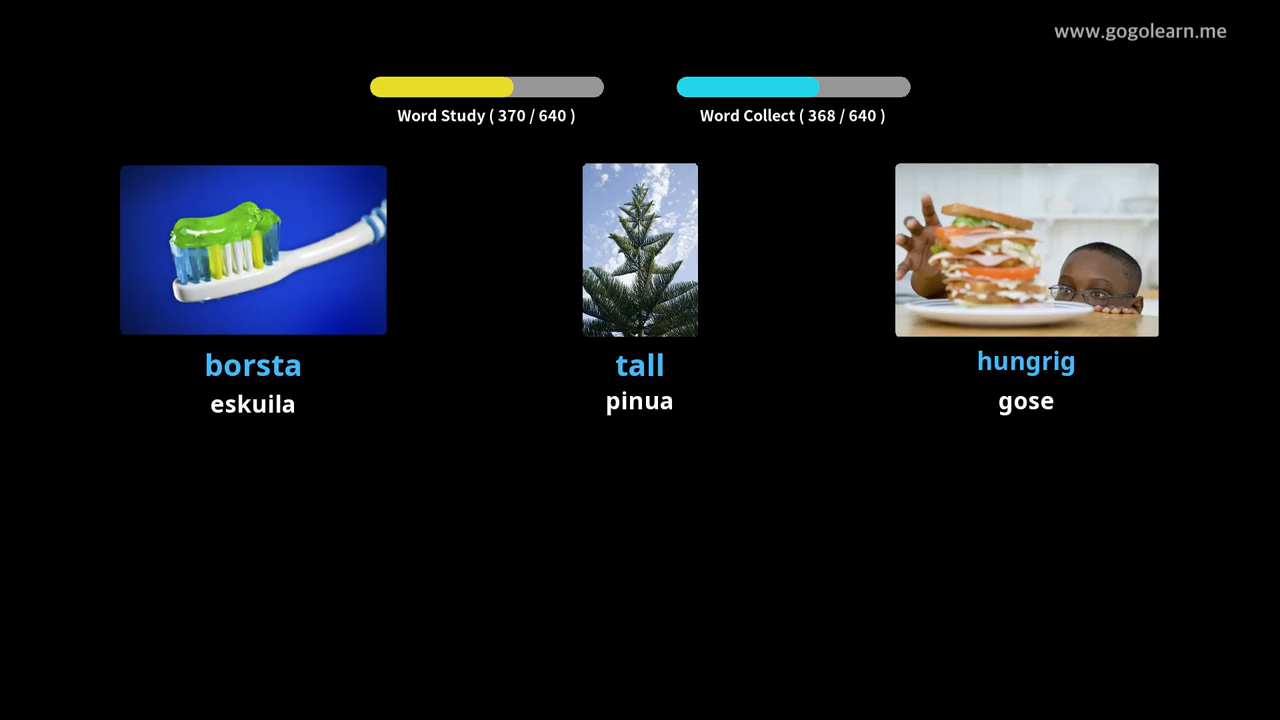 www.gogolearn.me
Word Study ( 370 / 640 )
Word Collect ( 368 / 640 )
borsta
eskuila
tall
pinua
hungrig
gose